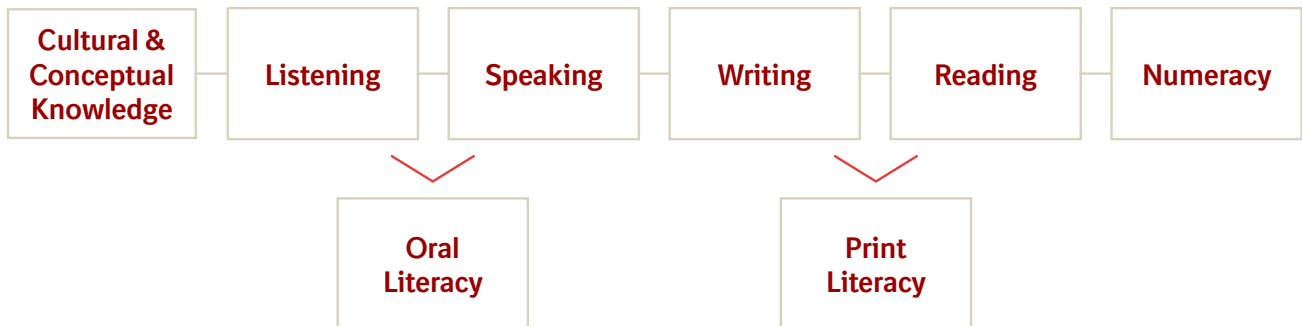 Cultural &
Conceptual
Knowledge
Listening
Speaking
Writing
Reading
Numeracy
Oral
Literacy
Print
Literacy